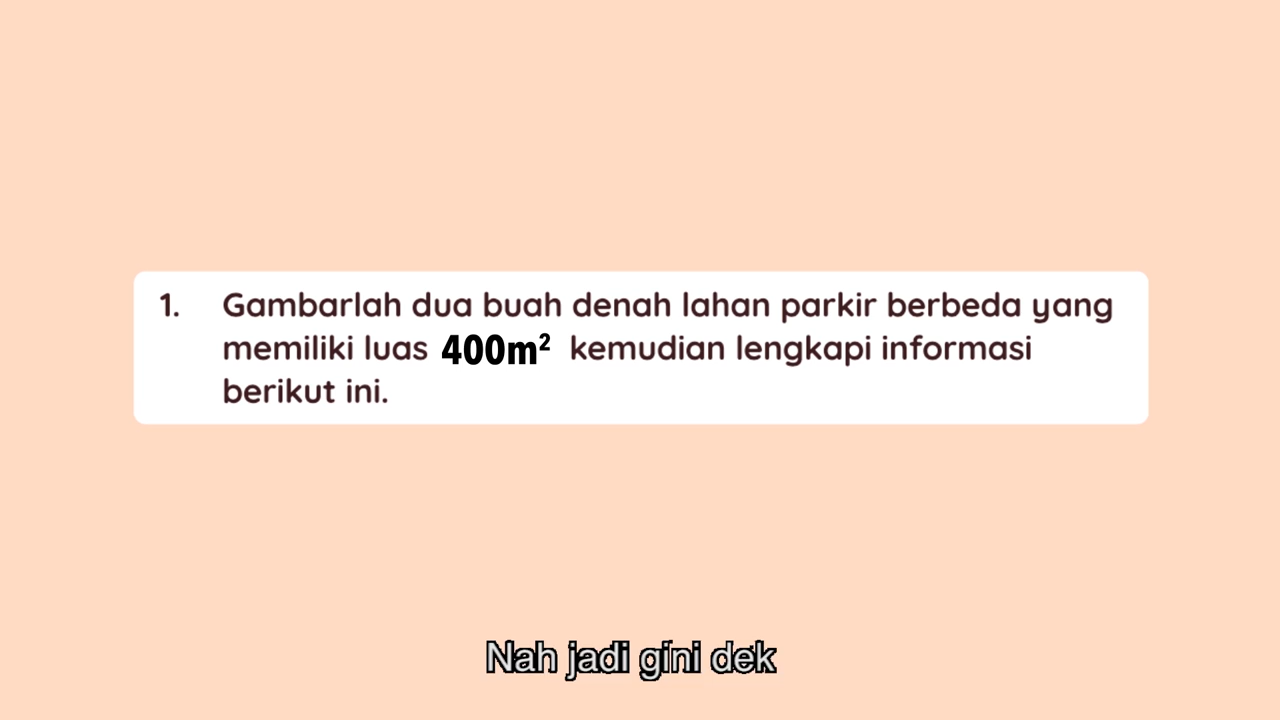 1. Gambarlah dua buah denah lahan parkir berbeda yang
memiliki luas 400m² kemudian lengkapi informasi
berikut ini.
Nah jadi gini dek